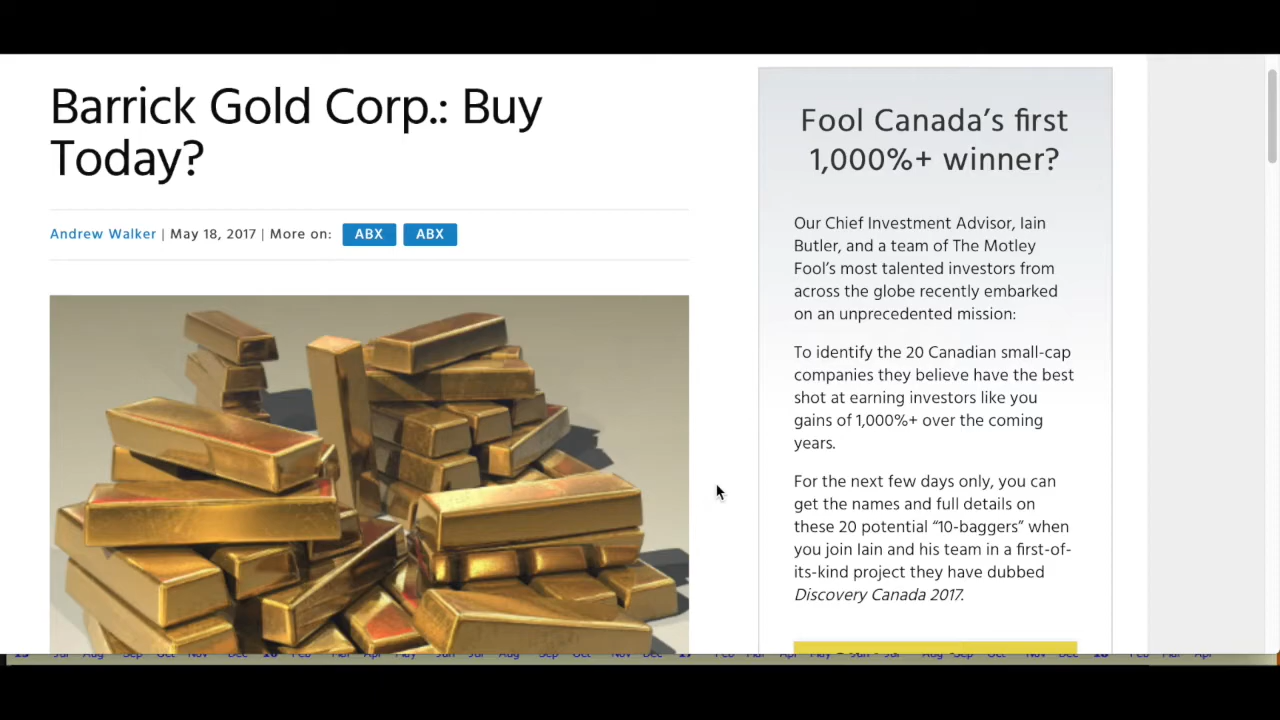 Barrick Gold Corp.: Buy
Today?
Andrew Walker | May 18, 2017 | More on: ABX ABX
Fool Canada’s first
1,000%+ winner?
Our Chief Investment Advisor, Iain
Butler, and a team of The Motley
Fool’s most talented investors from
across the globe recently embarked
on an unprecedented mission:
To identify the 20 Canadian small-cap
companies they believe have the best
shot at earning investors like you
gains of 1,000%+ over the coming
years.
For the next few days only, you can
get the names and full details on
these 20 potential “10-baggers” when
you join Iain and his team in a first-of-
its-kind project they have dubbed
Discovery Canada 2017.